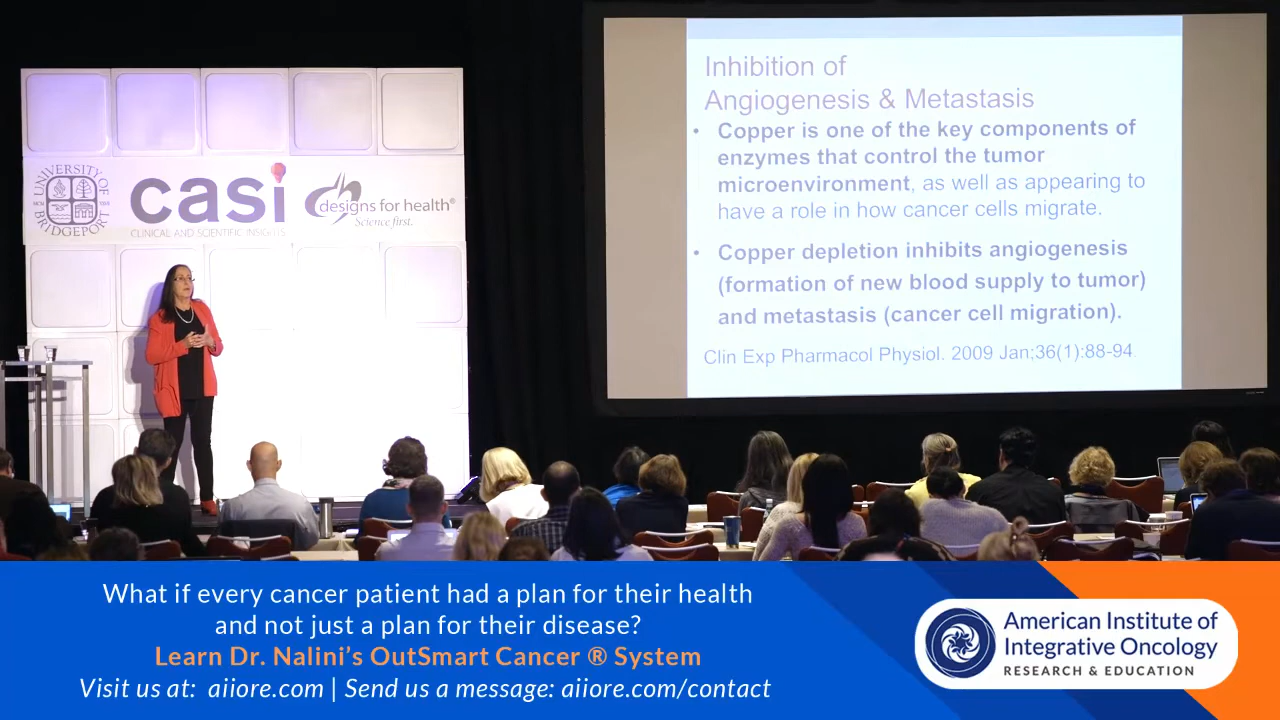 UNIVERSITY OF
BRIDGEPORT
casi
CLINICAL AND SCIENTIFIC INSIGHTS
designs for health®
Science first.
Inhibition of
Angiogenesis & Metastasis
• Copper is one of the key components of
enzymes that control the tumor
microenvironment, as well as appearing to
have a role in how cancer cells migrate.
• Copper depletion inhibits angiogenesis
(formation of new blood supply to tumor)
and metastasis (cancer cell migration).
Clin Exp Pharmacol Physiol. 2009 Jan;36(1):88-94.
What if every cancer patient had a plan for their health
and not just a plan for their disease?
Learn Dr. Nalini’s OutSmart Cancer ® System
Visit us at: aiiore.com | Send us a message: aiiore.com/contact
American Institute of
Integrative Oncology
RESEARCH & EDUCATION